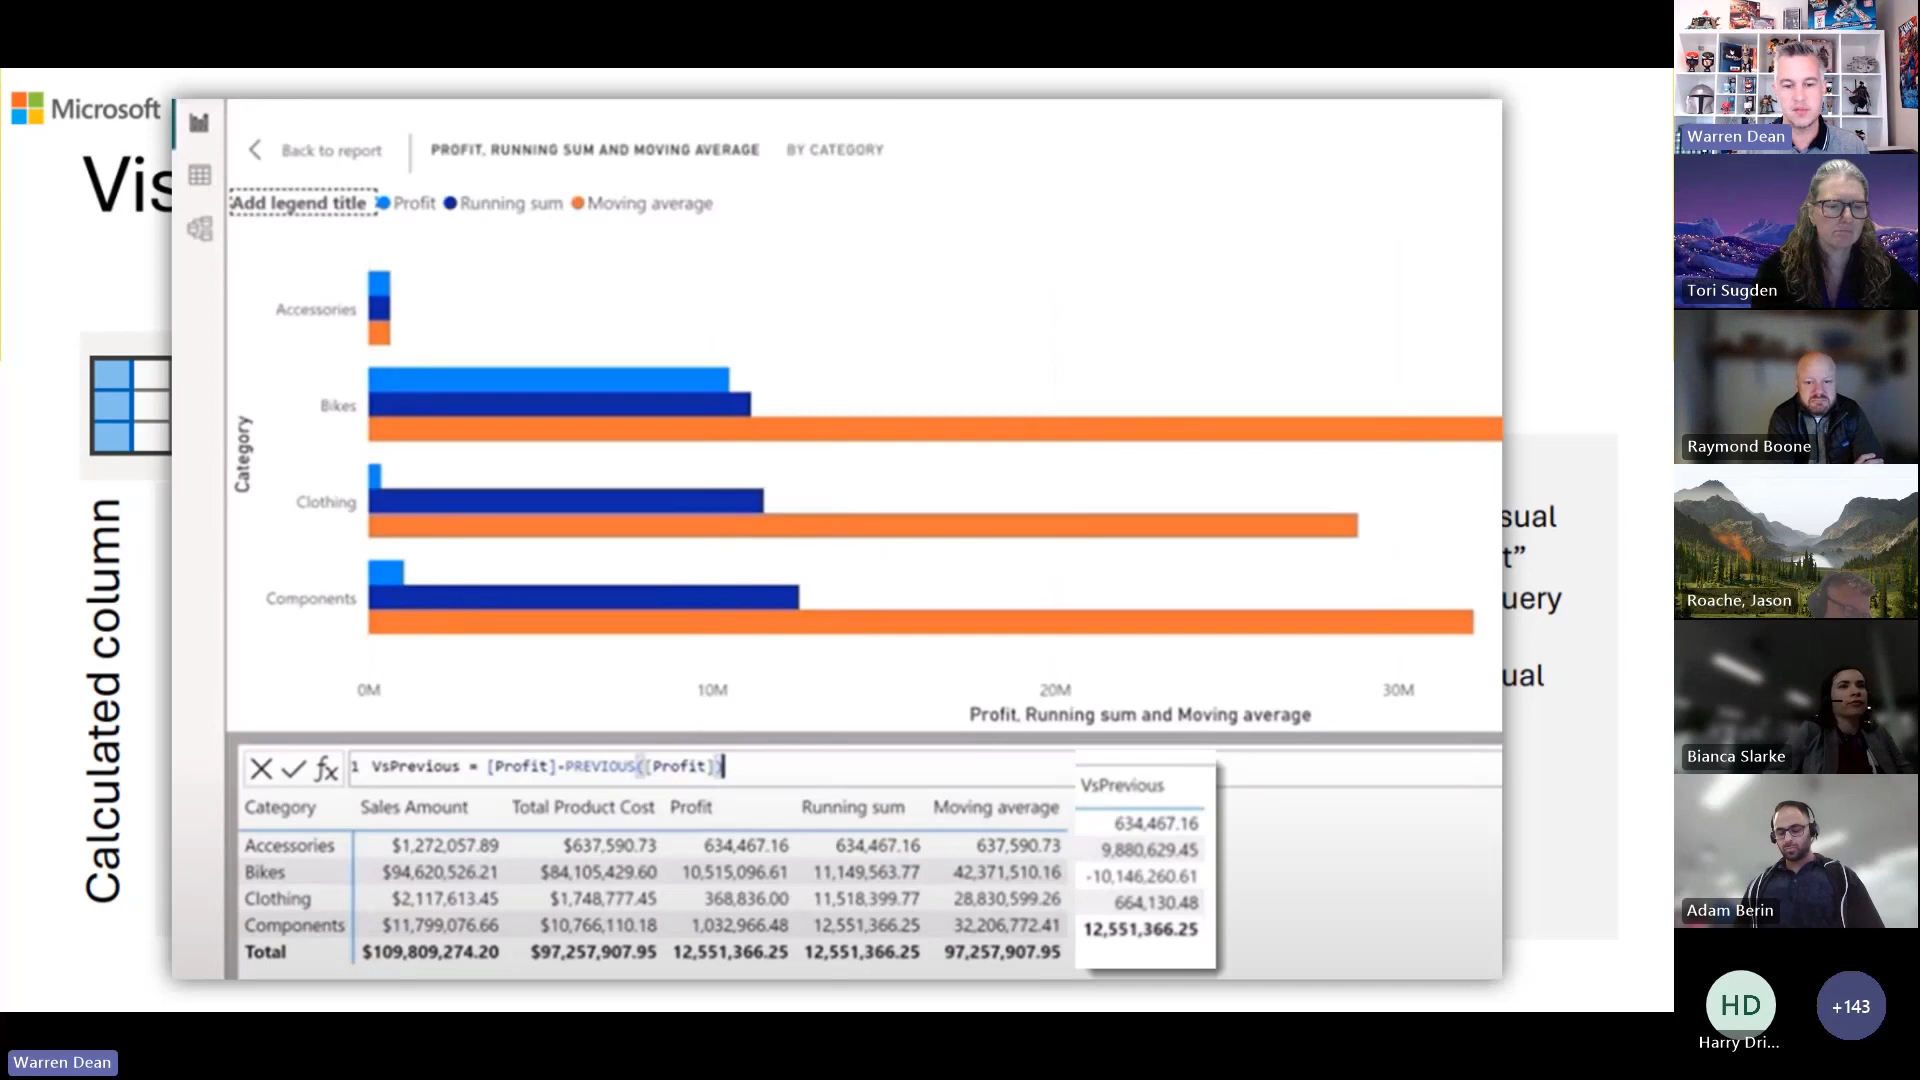 Microsoft
Vis
Calculated column
sual
t”
uery
ual
Back to report
PROFIT, RUNNING SUM AND MOVING AVERAGE BY CATEGORY
Add legend title Profit Running sum Moving average
Category
Accessories
Bikes
Clothing
Components
0M 10M 20M 30M
Profit, Running sum and Moving average
fx 1 VsPrevious = [Profit]-PREVIOUS([Profit])
Category Sales Amount Total Product Cost Profit Running sum Moving average VsPrevious
Accessories $1,272,057.89 $637,590.73 634,467.16 634,467.16 637,590.73 634,467.16
Bikes $94,620,526.21 $84,105,429.60 10,515,096.61 11,149,563.77 42,371,510.16 9,880,629.45
Clothing $2,117,613.45 $1,748,777.45 368,836.00 11,518,399.77 28,830,599.26 -10,146,260.61
Components $11,799,076.66 $10,766,110.18 1,032,966.48 12,551,366.25 32,206,772.41 664,130.48
Total $109,809,274.20 $97,257,907.95 12,551,366.25 12,551,366.25 97,257,907.95 12,551,366.25
Warren Dean
Tori Sugden
Raymond Boone
Roache, Jason
Bianca Slarke
Adam Berin
HD
Harry Dri...
+143
Warren Dean